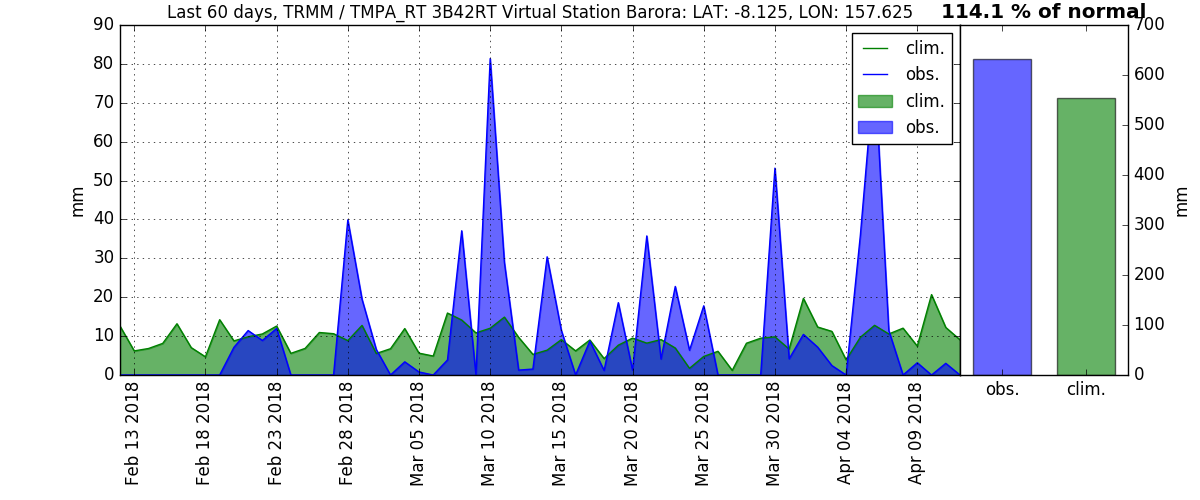 Last 60 days, TRMM / TMPA_RT 3B42RT Virtual Station Barora: LAT: -8.125, LON: 157.625
114.1 % of normal
90
80
70
60
50
40
30
20
10
0
mm
clim.
obs.
clim.
obs.
700
600
500
400
300
200
100
0
mm
obs.
clim.
Feb 13 2018
Feb 18 2018
Feb 23 2018
Feb 28 2018
Mar 05 2018
Mar 10 2018
Mar 15 2018
Mar 20 2018
Mar 25 2018
Mar 30 2018
Apr 04 2018
Apr 09 2018